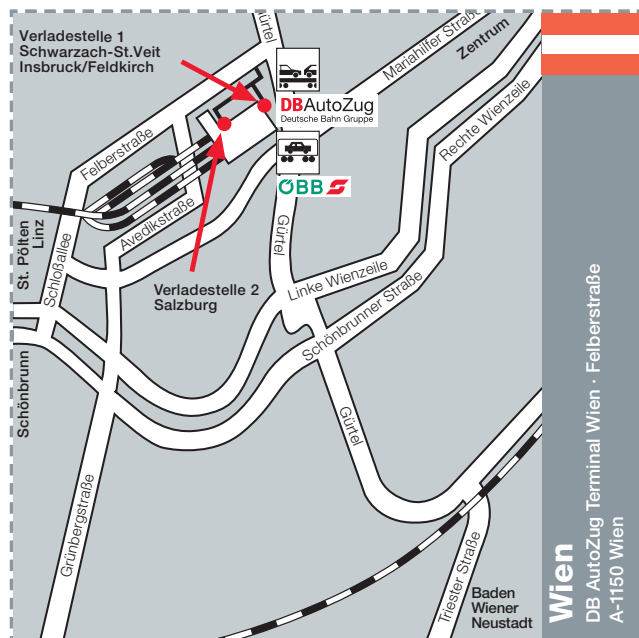 Verladestelle 1
Schwarzach-St.Veit
Insbruck/Feldkirch
Gürtel
Mariahilfer Straßt
Zentrum
DBAutoZug
Deutsche Bahn Gruppe
ÖBB
Felberstraße
Rechte Wienzeile
Avedikstraße
Gürtel
St. Pölten
Linz
Schloßallee
Verladestelle 2
Salzburg
Linke Wienzeile
Schönbrunner Straße
Schönbrunn
Gürtel
Grünbergstraße
Triester Straße
Baden
Wiener
Neustadt
Wien
DB AutoZug Terminal Wien · Felberstraße
A-1150 Wien